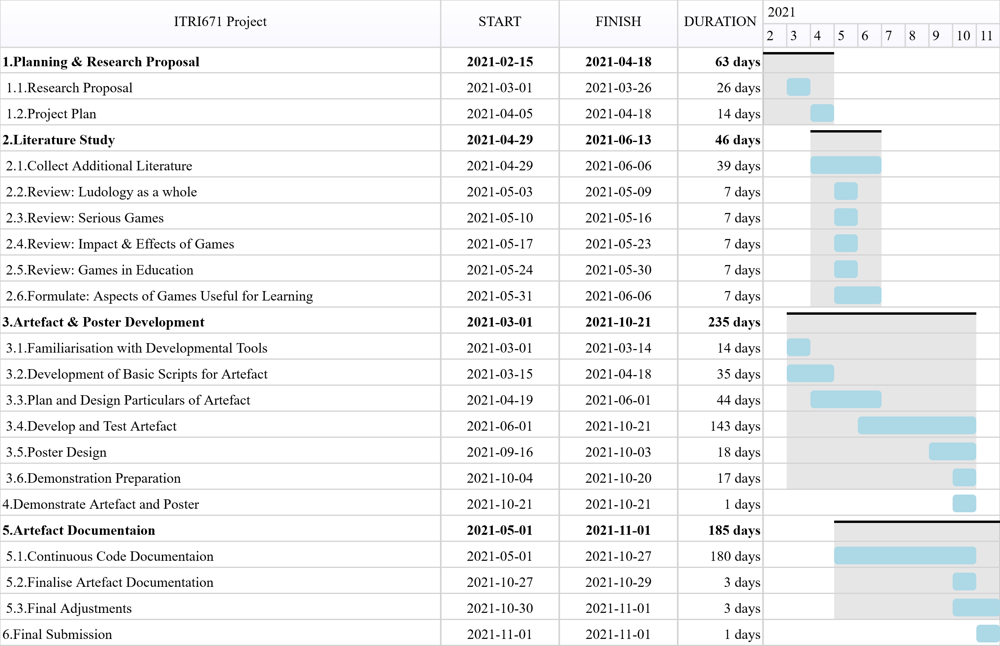 ITRI671 Project START FINISH DURATION 2021
2 3 4 5 6 7 8 9 10 11
1.Planning & Research Proposal 2021-02-15 2021-04-18 63 days
1.1.Research Proposal 2021-03-01 2021-03-26 26 days
1.2.Project Plan 2021-04-05 2021-04-18 14 days
2.Literature Study 2021-04-29 2021-06-13 46 days
2.1.Collect Additional Literature 2021-04-29 2021-06-06 39 days
2.2.Review: Ludology as a whole 2021-05-03 2021-05-09 7 days
2.3.Review: Serious Games 2021-05-10 2021-05-16 7 days
2.4.Review: Impact & Effects of Games 2021-05-17 2021-05-23 7 days
2.5.Review: Games in Education 2021-05-24 2021-05-30 7 days
2.6.Formulate: Aspects of Games Useful for Learning 2021-05-31 2021-06-06 7 days
3.Artefact & Poster Development 2021-03-01 2021-10-21 235 days
3.1.Familiarisation with Developmental Tools 2021-03-01 2021-03-14 14 days
3.2.Development of Basic Scripts for Artefact 2021-03-15 2021-04-18 35 days
3.3.Plan and Design Particulars of Artefact 2021-04-19 2021-06-01 44 days
3.4.Develop and Test Artefact 2021-06-01 2021-10-21 143 days
3.5.Poster Design 2021-09-16 2021-10-03 18 days
3.6.Demonstration Preparation 2021-10-04 2021-10-20 17 days
4.Demonstrate Artefact and Poster 2021-10-21 2021-10-21 1 days
5.Artefact Documentaion 2021-05-01 2021-11-01 185 days
5.1.Continuous Code Documentaion 2021-05-01 2021-10-27 180 days
5.2.Finalise Artefact Documentation 2021-10-27 2021-10-29 3 days
5.3.Final Adjustments 2021-10-30 2021-11-01 3 days
6.Final Submission 2021-11-01 2021-11-01 1 days